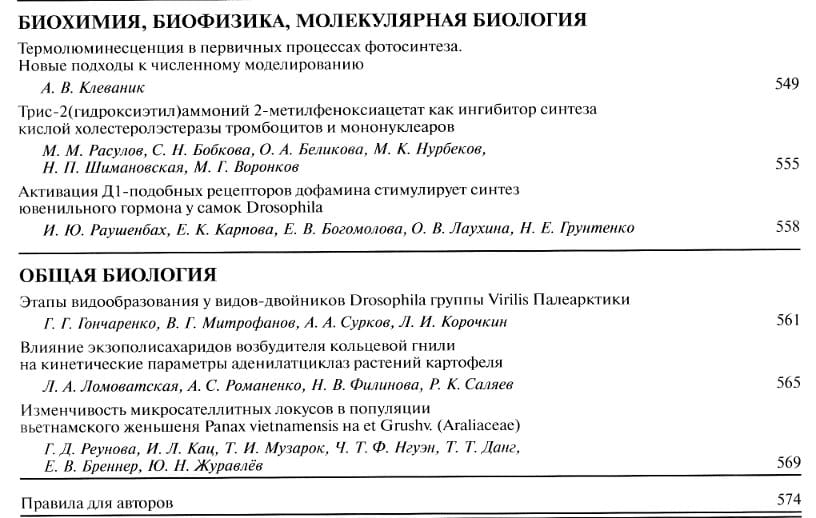 БИОХИМИЯ, БИОФИЗИКА, МОЛЕКУЛЯРНАЯ БИОЛОГИЯ
Термолюминесценция в первичных процессах фотосинтеза.
Новые подходы к численному моделированию
А. В. Клеваник 549
Трис-2(гидроксиэтил)аммоний 2-метилфеноксиацетат как ингибитор синтеза
кислой холестеролэстеразы тромбоцитов и мононуклеаров
М. М. Расулов, С. Н. Бобкова, О. А. Беликова, М. К. Нурбеков,
Н. П. Шимановская, М. Г. Воронков 555
Активация Д1-подобных рецепторов дофамина стимулирует синтез
ювенильного гормона у самок Drosophila
И. Ю. Раушенбах, Е. К. Карпова, Е. В. Богомолова, О. В. Лаухина, Н. Е. Грунтенко 558
ОБЩАЯ БИОЛОГИЯ
Этапы видообразования у видов-двойников Drosophila группы Virilis Палеарктики
Г. Г. Гончаренко, В. Г. Митрофанов, А. А. Сурков, Л. И. Корочкин 561
Влияние экзополисахаридов возбудителя кольцевой гнили
на кинетические параметры аденилатциклаз растений картофеля
Л. А. Ломоватская, А. С. Романенко, Н. В. Филинова, Р. К. Саляев 565
Изменчивость микросателлитных локусов в популяции
вьетнамского женьшеня Panax vietnamensis на et Grushv. (Araliaceae)
Г. Д. Реунова, И. Л. Кац, Т. И. Музарок, Ч. Т. Ф. Нгуэн, Т. Т. Данг,
Е. В. Бреннер, Ю. Н. Журавлёв 569
Правила для авторов 574